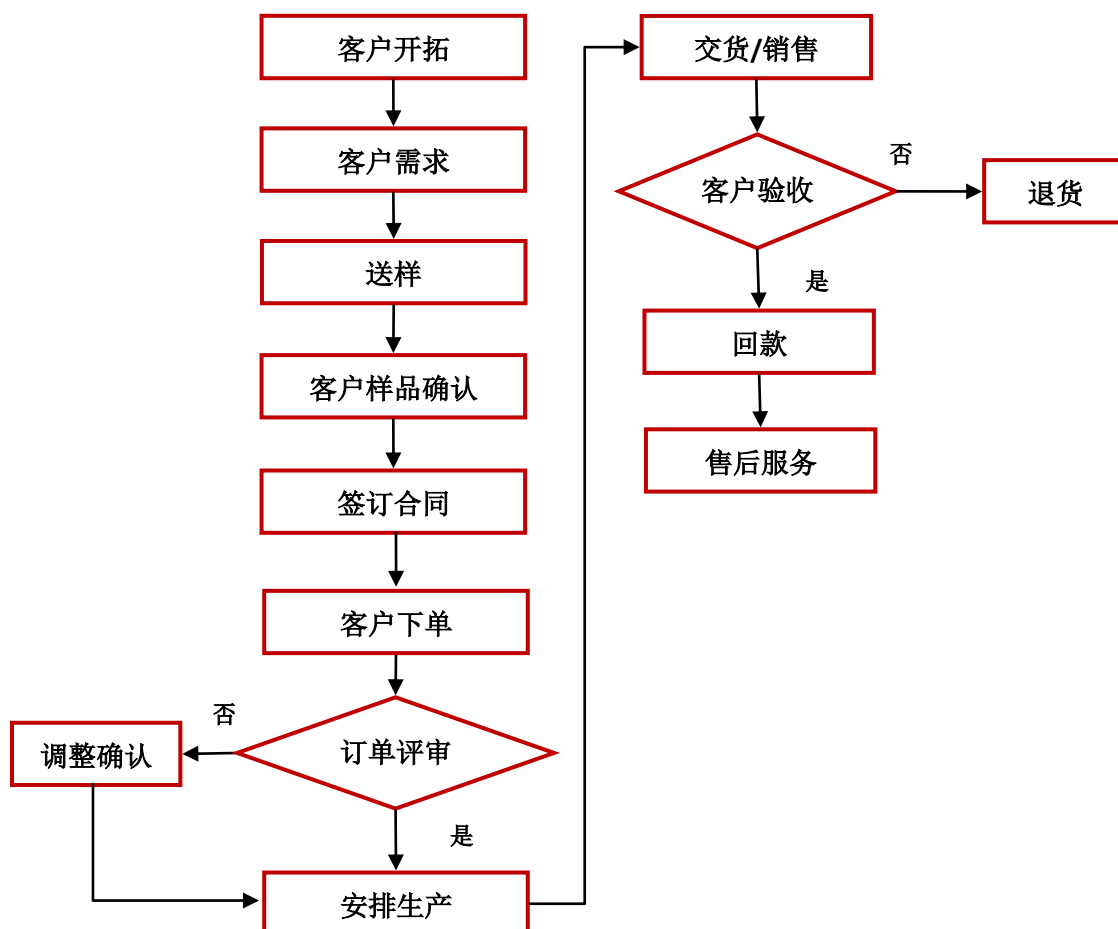 客户开拓
客户需求
送样
客户样品确认
签订合同
客户下单
否
订单评审
调整确认
是
安排生产
交货/销售
否
客户验收
退货
是
回款
售后服务